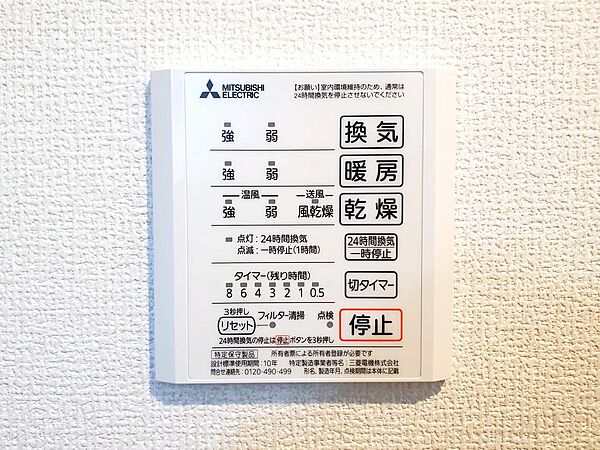 MITSUBISHI
ELECTRIC
【お願い】室内環境維持のため、通常は
24時間換気を停止させないでください
強 弱 換気
強 弱 暖房
温風 送風
強 弱 風乾燥 乾燥
点灯:24時間換気
点滅:一時停止(1時間)
24時間換気
一時停止
タイマー(残り時間)
8 6 4 3 2 1 0.5
切タイマー
3秒押し
リセット フィルター清掃 点検
停止
24時間換気の停止は停止ボタンを3秒押し
特定保守製品 所有者票による所有者登録が必要です
設計標準使用期間:10年 特定製造事業者等名:三菱電機株式会社
問合せ連絡先:0120-490-499 形名、製造年月、点検期間は本体に記載